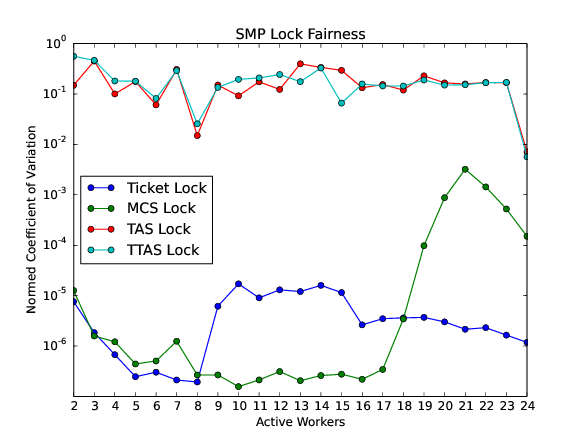 SMP Lock Fairness
Normed Coefficient of Variation
10^0
10^-1
10^-2
10^-3
10^-4
10^-5
10^-6
Ticket Lock
MCS Lock
TAS Lock
TTAS Lock
2 3 4 5 6 7 8 9 10 11 12 13 14 15 16 17 18 19 20 21 22 23 24
Active Workers